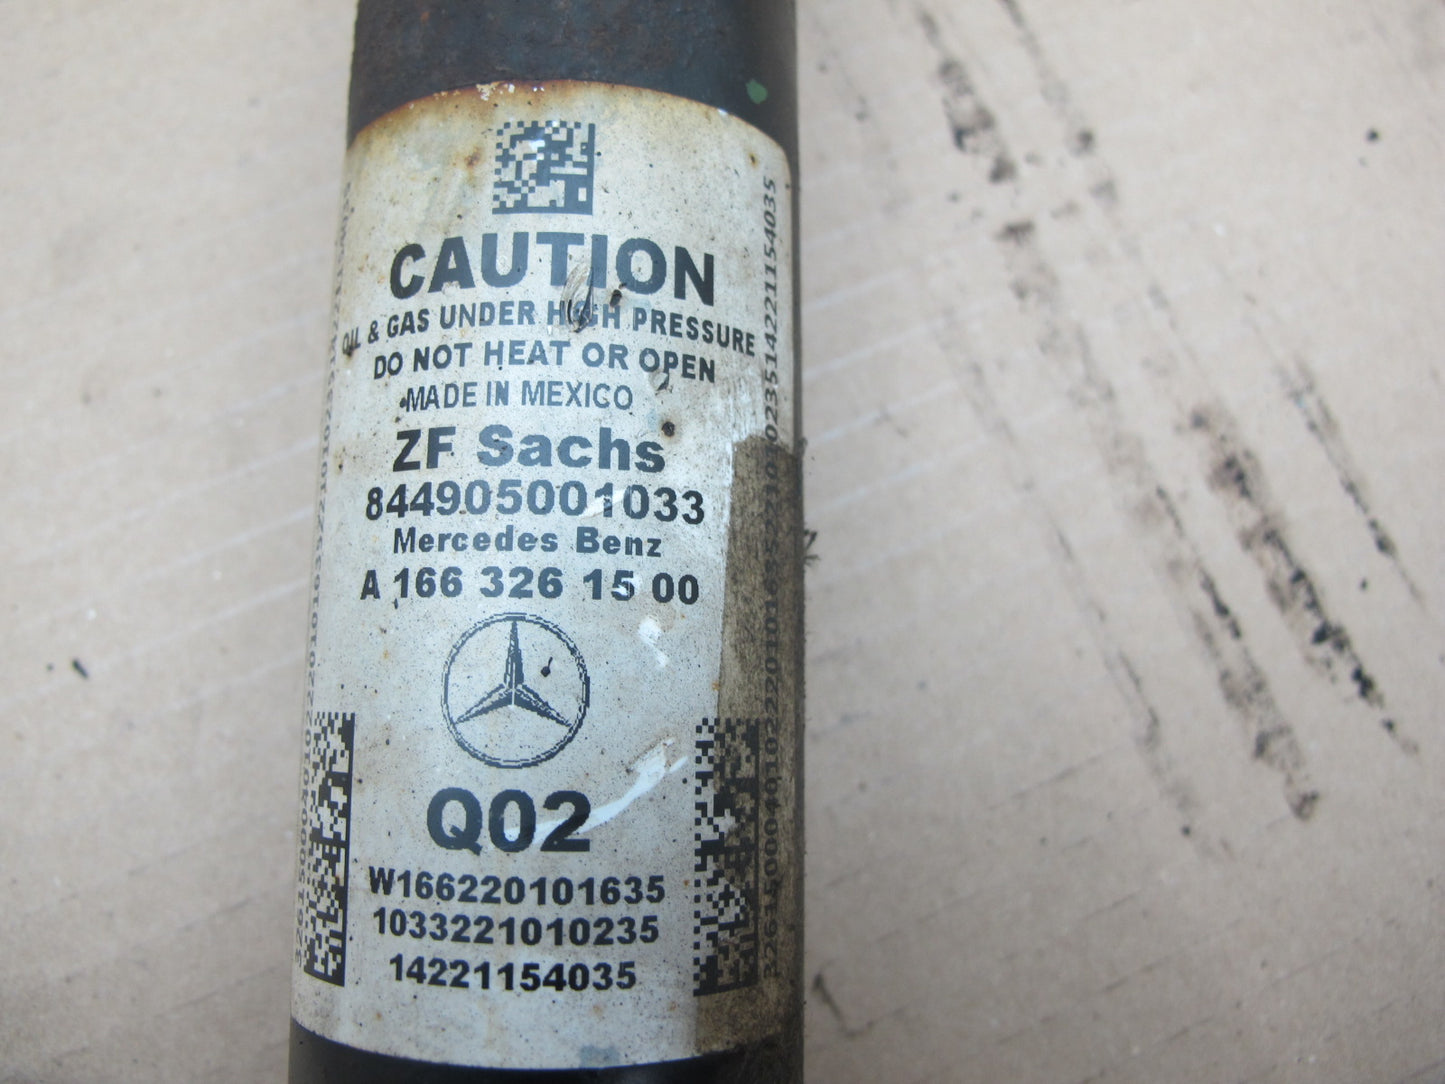 CAUTION
OIL & GAS UNDER HIGH PRESSURE
DO NOT HEAT OR OPEN
MADE IN MEXICO
ZF Sachs
844905001033
Mercedes Benz
A 166 326 15 00
Q02
W166220101635
1033221010235
14221154035